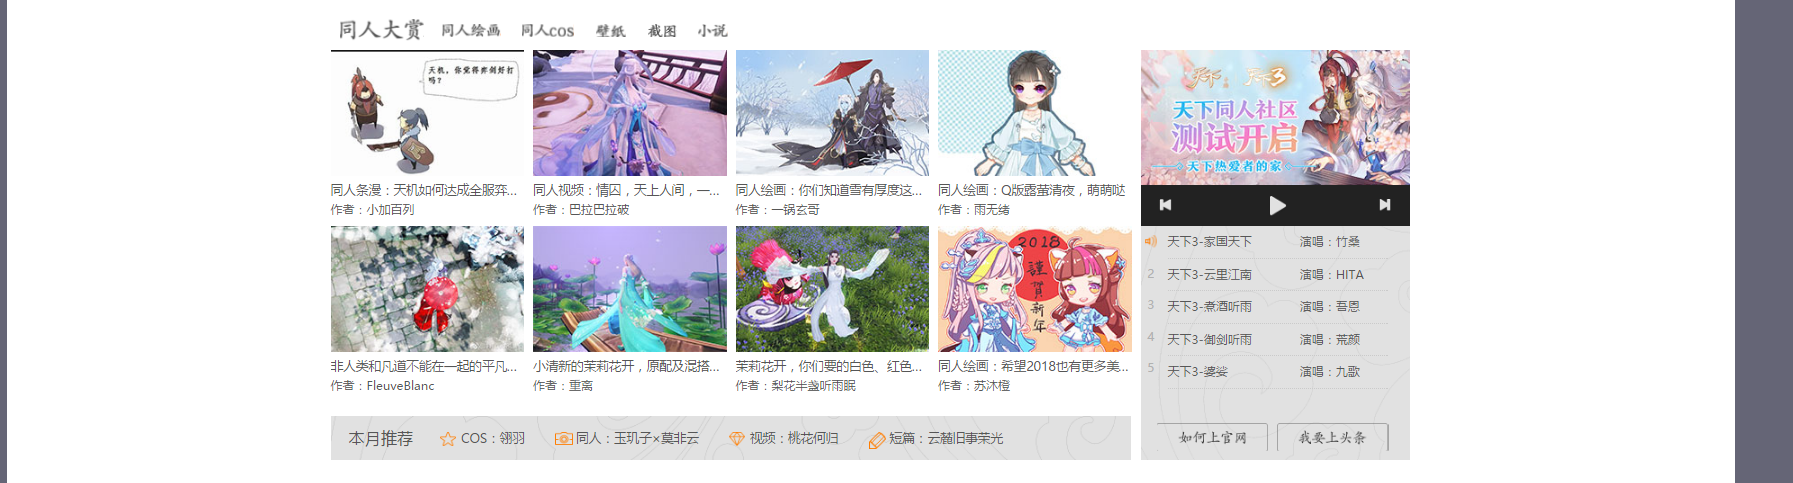 同人大赏 同人绘画 同人cos 壁纸 截图 小说
天机，你觉得弈剑好打吗？
同人条漫：天机如何达成全服弈...
作者：小加百列
同人视频：情囚，天上人间，一...
作者：巴拉巴拉破
同人绘画：你们知道雪有厚度这...
作者：一锅玄哥
同人绘画：Q版露萤清夜，萌萌哒
作者：雨无绪
2018
謹賀新年
非人类和凡道不能在一起的平凡...
作者：FleuveBlanc
小清新的茉莉花开，原配及混搭...
作者：重离
茉莉花开，你们要的白色、红色...
作者：梨花半盏听雨眠
同人绘画：希望2018也有更多美...
作者：苏沐橙
本月推荐 COS：翎羽 同人：玉玑子×莫非云 视频：桃花何归 短篇：云麓旧事荣光
天下 天下3
天下同人社区
测试开启
天下热爱者的家
天下3-家国天下 演唱：竹桑
2 天下3-云里江南 演唱：HITA
3 天下3-煮酒听雨 演唱：吾恩
4 天下3-御剑听雨 演唱：荒颜
5 天下3-婆娑 演唱：九歌
如何上官网 我要上头条